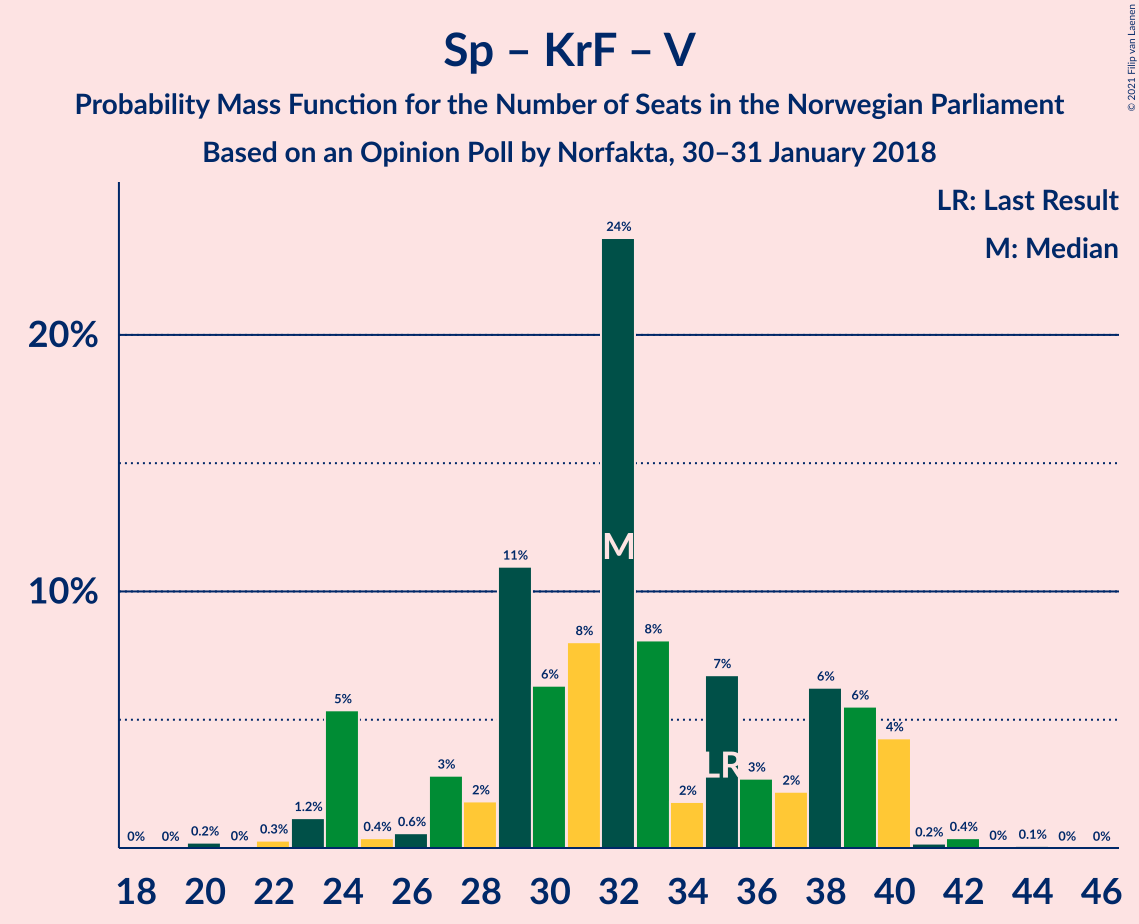 © 2021 Filip van Laenen
Sp – KrF – V
Probability Mass Function for the Number of Seats in the Norwegian Parliament
Based on an Opinion Poll by Norfakta, 30–31 January 2018
LR: Last Result
M: Median
20%
10%
0% 0% 0.2% 0% 0.3% 1.2% 5% 0.4% 0.6% 3% 2% 11% 6% 8% 24% 8% 2% 7% 3% 2% 6% 6% 4% 0.2% 0.4% 0% 0.1% 0% 0%
M
LR
18 20 22 24 26 28 30 32 34 36 38 40 42 44 46